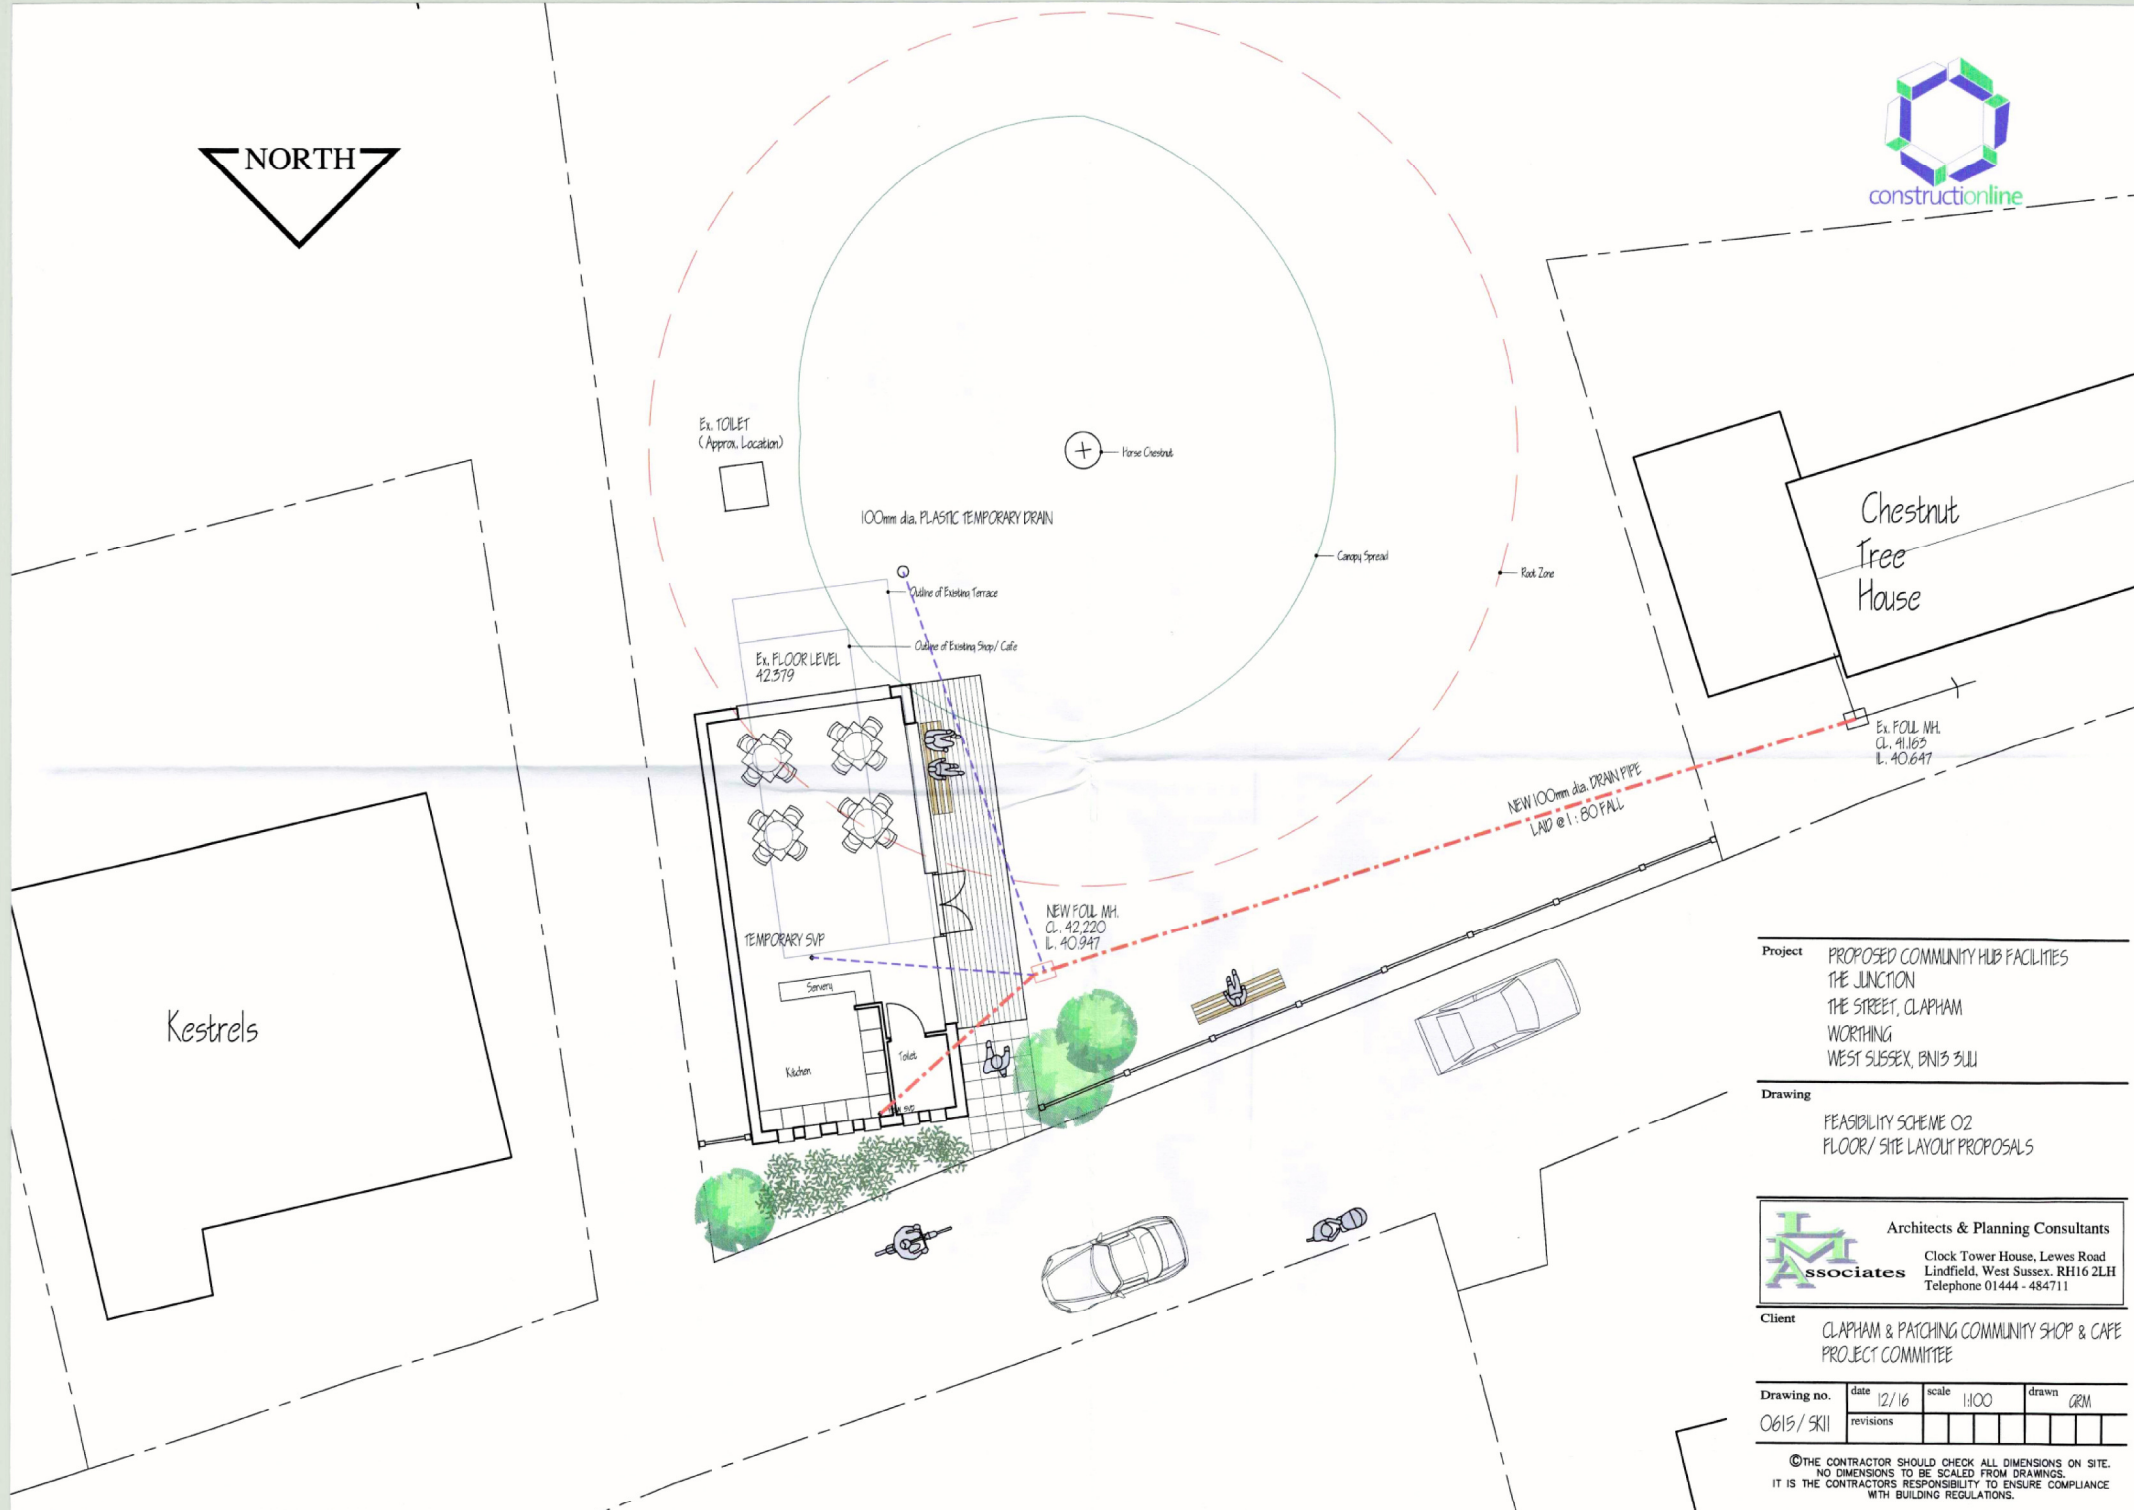 NORTH
constructionline
Ex. TOILET
(Approx. Location)
Horse Chestnut
100mm dia. PLASTIC TEMPORARY DRAIN
Canopy Spread
Root Zone
Chestnut
Tree
House
Outline of Existing Terrace
Outline of Existing Shop/ Cafe
Ex. FLOOR LEVEL
42.379
Ex. FOUL MH.
CL. 41.163
IL. 40.647
NEW 100mm dia. DRAIN PIPE
LAID @ 1 : 80 FALL
NEW FOUL MH.
CL. 42,220
IL. 40.947
TEMPORARY SVP
Servery
Toilet
Kitchen
SVP
Kestrels
Project
PROPOSED COMMUNITY HUB FACILITIES
THE JUNCTION
THE STREET, CLAPHAM
WORTHING
WEST SUSSEX, BN13 3UU
Drawing
FEASIBILITY SCHEME 02
FLOOR/ SITE LAYOUT PROPOSALS
LMAssociates
Architects & Planning Consultants
Clock Tower House, Lewes Road
Lindfield, West Sussex. RH16 2LH
Telephone 01444 - 484711
Client
CLAPHAM & PATCHING COMMUNITY SHOP & CAFE
PROJECT COMMITTEE
Drawing no.
0615/ SK11
date 12/16
scale 1:100
drawn GRM
revisions
©THE CONTRACTOR SHOULD CHECK ALL DIMENSIONS ON SITE.
NO DIMENSIONS TO BE SCALED FROM DRAWINGS.
IT IS THE CONTRACTORS RESPONSIBILITY TO ENSURE COMPLIANCE
WITH BUILDING REGULATIONS.